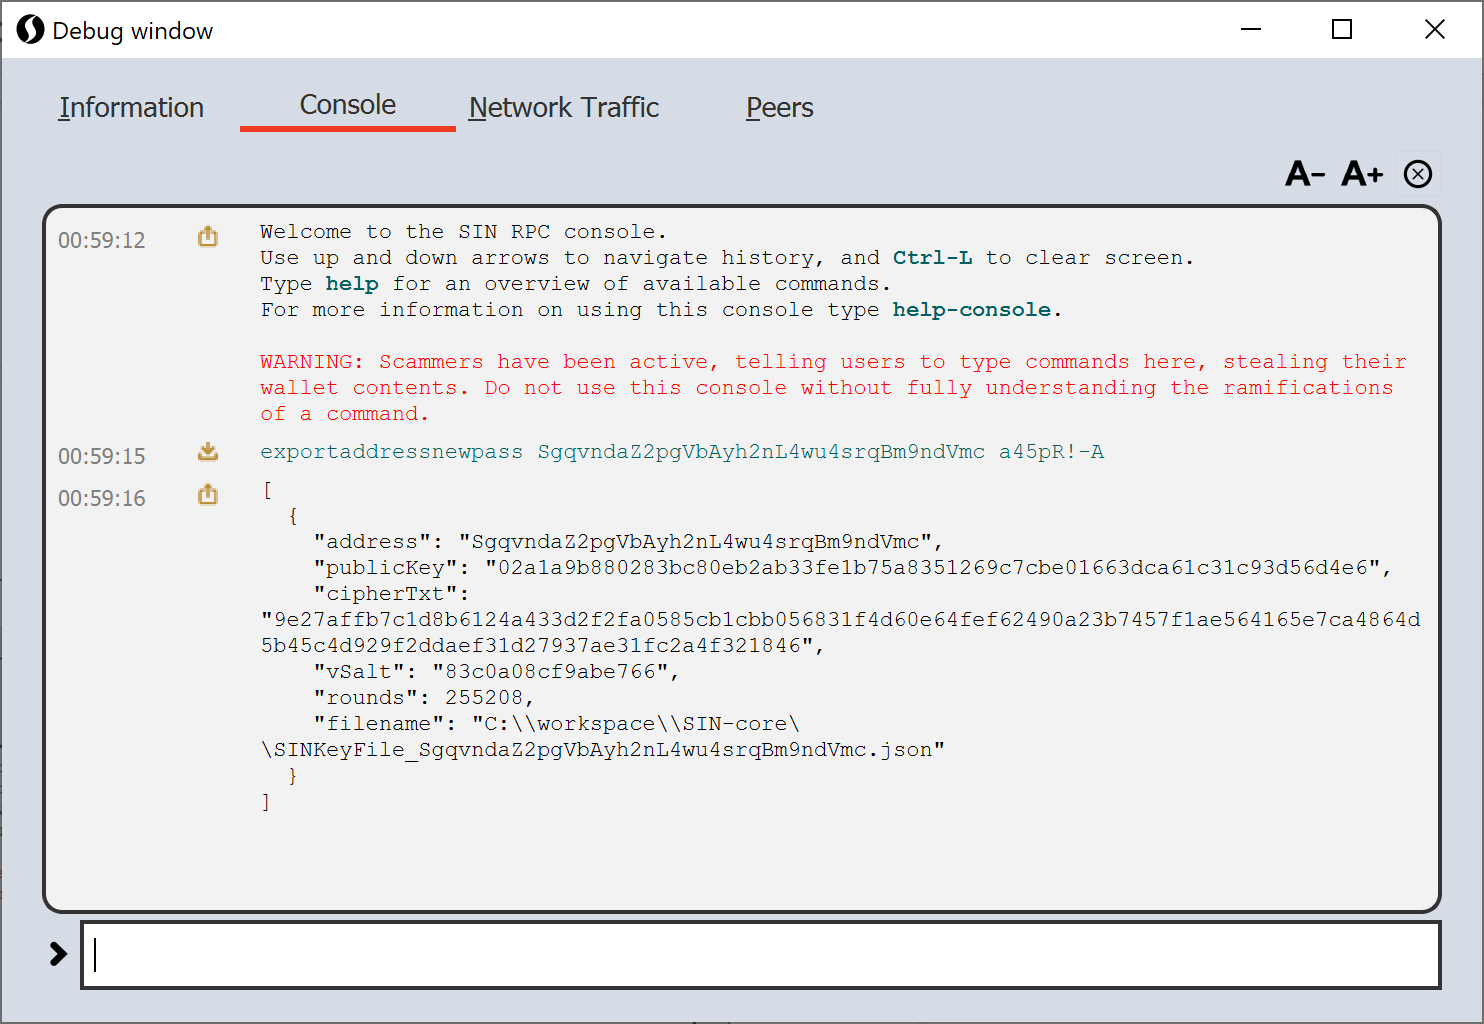 Debug window
Information Console Network Traffic Peers
A- A+
00:59:12 Welcome to the SIN RPC console.
Use up and down arrows to navigate history, and Ctrl-L to clear screen.
Type help for an overview of available commands.
For more information on using this console type help-console.
WARNING: Scammers have been active, telling users to type commands here, stealing their
wallet contents. Do not use this console without fully understanding the ramifications
of a command.
00:59:15 exportaddressnewpass SgqvndaZ2pgVbAyh2nL4wu4srqBm9ndVmc a45pR!-A
00:59:16 [
{
"address": "SgqvndaZ2pgVbAyh2nL4wu4srqBm9ndVmc",
"publicKey": "02a1a9b880283bc80eb2ab33fe1b75a8351269c7cbe01663dca61c31c93d56d4e6",
"cipherTxt":
"9e27affb7c1d8b6124a433d2f2fa0585cb1cbb056831f4d60e64fef62490a23b7457f1ae564165e7ca4864d
5b45c4d929f2ddaef31d27937ae31fc2a4f321846",
"vSalt": "83c0a08cf9abe766",
"rounds": 255208,
"filename": "C:\\workspace\\SIN-core\
\SINKeyFile_SgqvndaZ2pgVbAyh2nL4wu4srqBm9ndVmc.json"
}
]